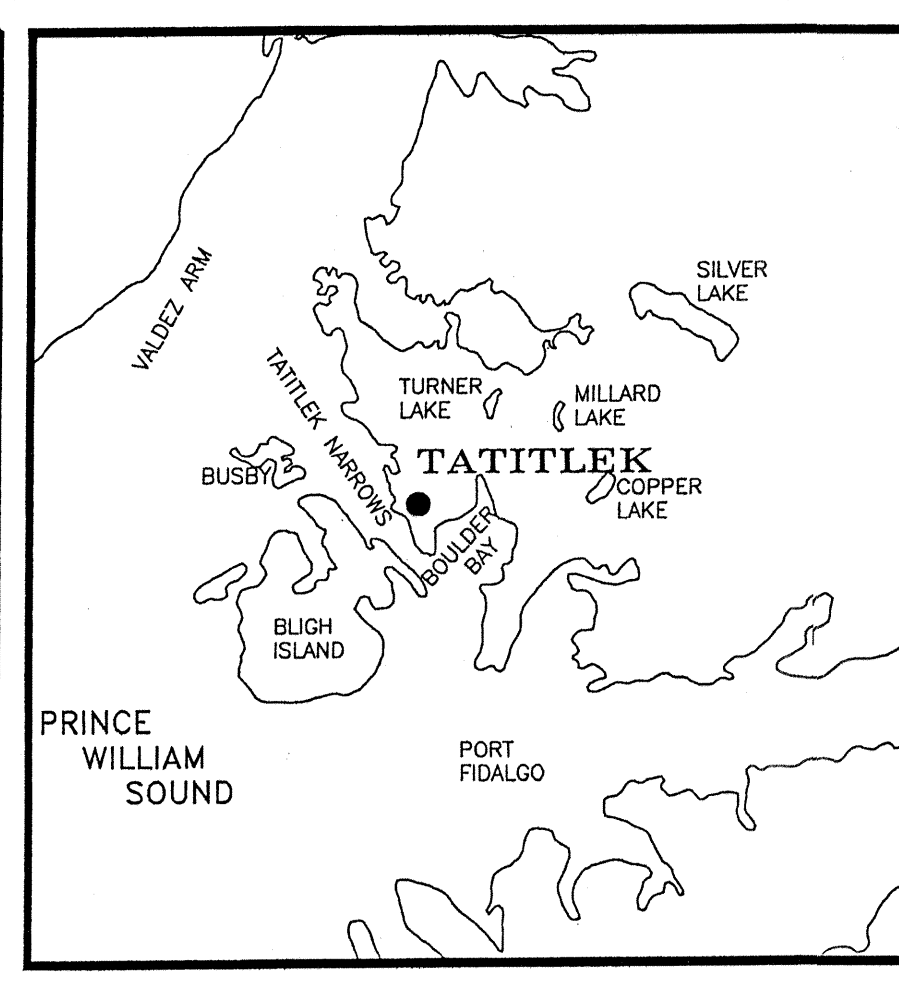 VALDEZ ARM
SILVER
LAKE
TATITLEK NARROWS
TURNER
LAKE
MILLARD
LAKE
TATITLEK
BUSBY
COPPER
LAKE
BOULDER
BAY
BLIGH
ISLAND
PRINCE
WILLIAM
SOUND
PORT
FIDALGO